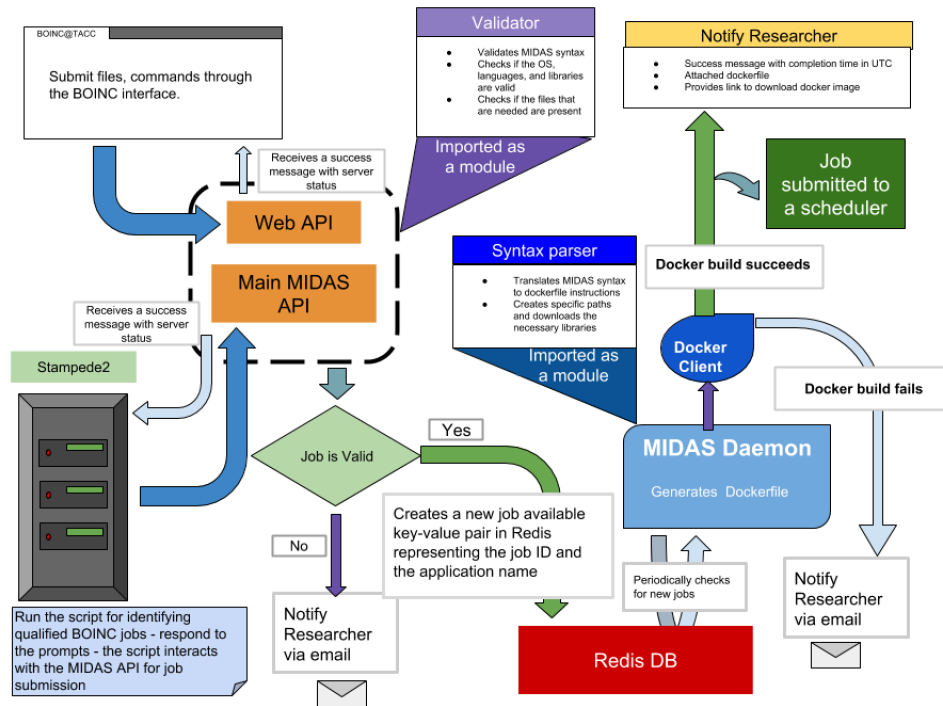 BOINC@TACC
Submit files, commands through
the BOINC interface.
Validator
Validates MIDAS syntax
Checks if the OS,
languages, and libraries
are valid
Checks if the files that
are needed are present
Imported as
a module
Notify Researcher
Success message with completion time in UTC
Attached dockerfile
Provides link to download docker image
Receives a success
message with server
status
Web API
Main MIDAS
API
Job
submitted to
a scheduler
Syntax parser
Translates MIDAS syntax
to dockerfile instructions
Creates specific paths
and downloads the
necessary libraries
Imported as
a module
Docker build succeeds
Receives a success
message with server
status
Stampede2
Docker
Client
Docker build fails
Job is Valid
Yes
MIDAS Daemon
Generates Dockerfile
Creates a new job available
key-value pair in Redis
representing the job ID and
the application name
No
Periodically checks
for new jobs
Notify
Researcher
via email
Notify
Researcher
via email
Run the script for identifying
qualified BOINC jobs - respond to
the prompts - the script interacts
with the MIDAS API for job
submission
Redis DB